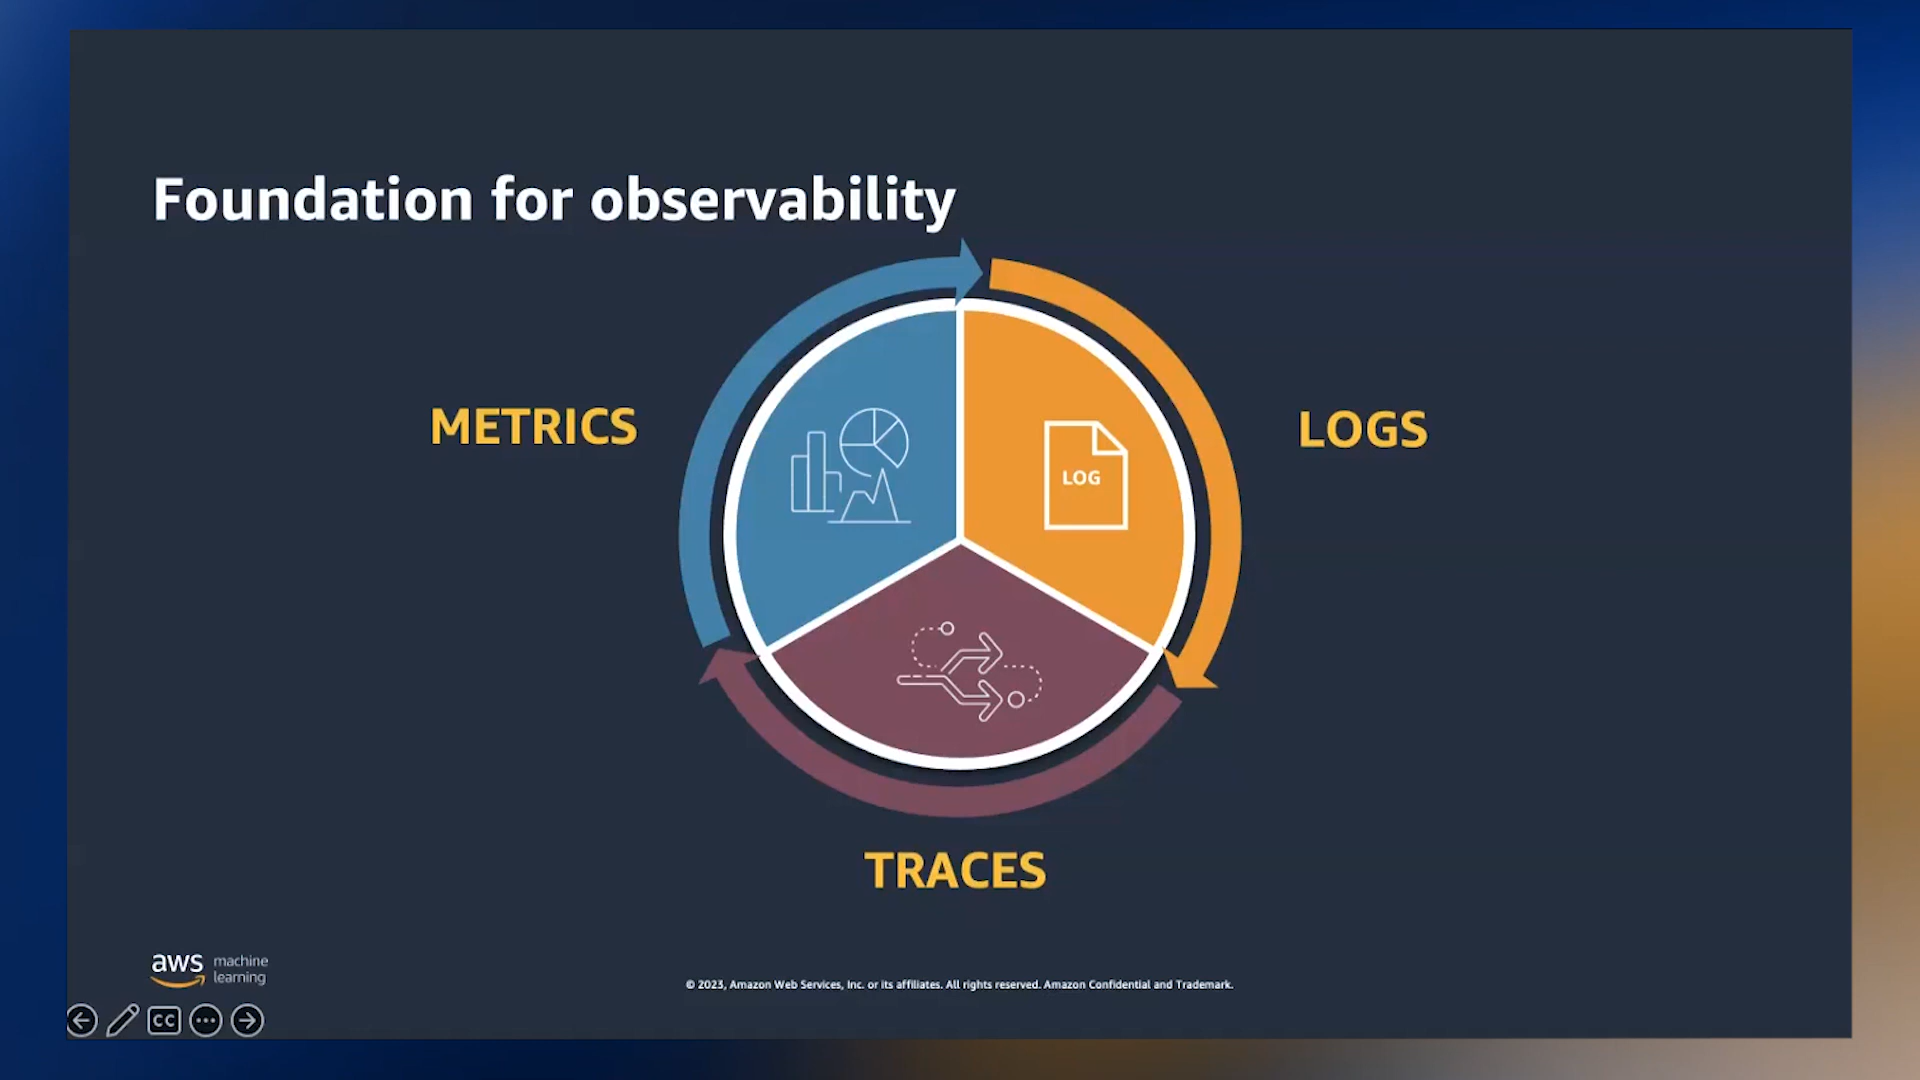 Foundation for observability
METRICS
LOGS
LOG
TRACES
aws machine
learning
© 2023, Amazon Web Services, Inc. or its affiliates. All rights reserved. Amazon Confidential and Trademark.
CC